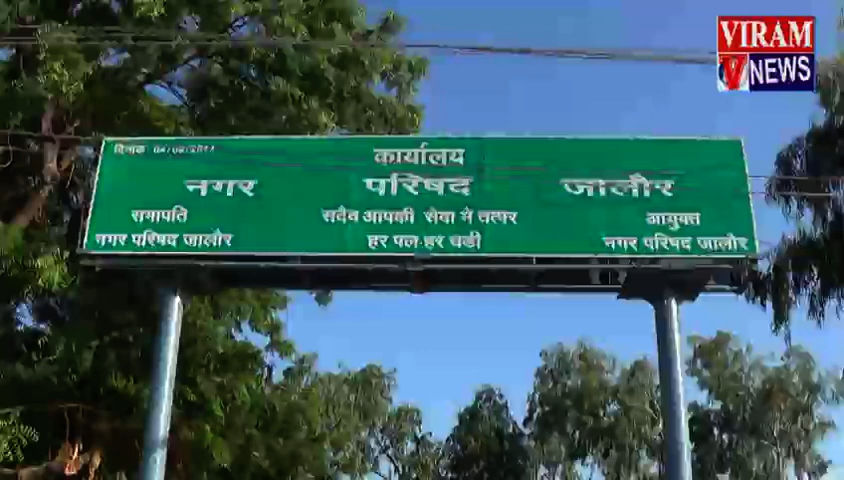 VIRAM
NEWS
दिनांक
कार्यालय
नगर परिषद जालौर
सभापति
नगर परिषद जालौर
सदैव आपकी सेवा में तत्पर
हर पल हर घडी
आयुक्त
नगर परिषद जालौर